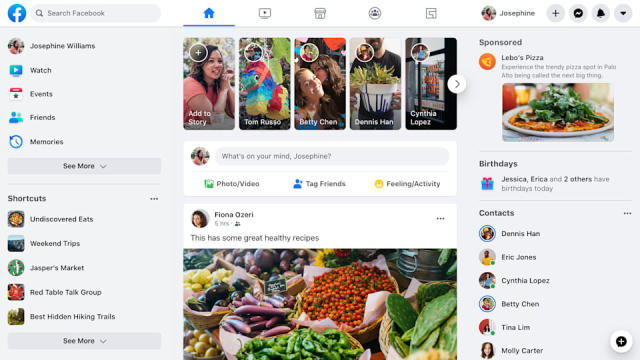 Search Facebook
Josephine
Josephine Williams
Watch
Events
Friends
Memories
See More
Shortcuts
Undiscovered Eats
Weekend Trips
Jasper's Market
Red Table Talk Group
Best Hidden Hiking Trails
See More
Add to
Story
Tom Russo
Betty Chen
Dennis Han
Cynthia
Lopez
What's on your mind, Josephine?
Photo/Video
Tag Friends
Feeling/Activity
Fiona Ozeri
5 hrs ·
This has some great healthy recipes
Sponsored
Lebo's Pizza
Experience the trendy pizza spot in Palo
Alto being called the next big thing.
Birthdays
Jessica, Erica and 2 others have
birthdays today
Contacts
Dennis Han
Eric Jones
Cynthia Lopez
Betty Chen
Tina Lim
Molly Carter